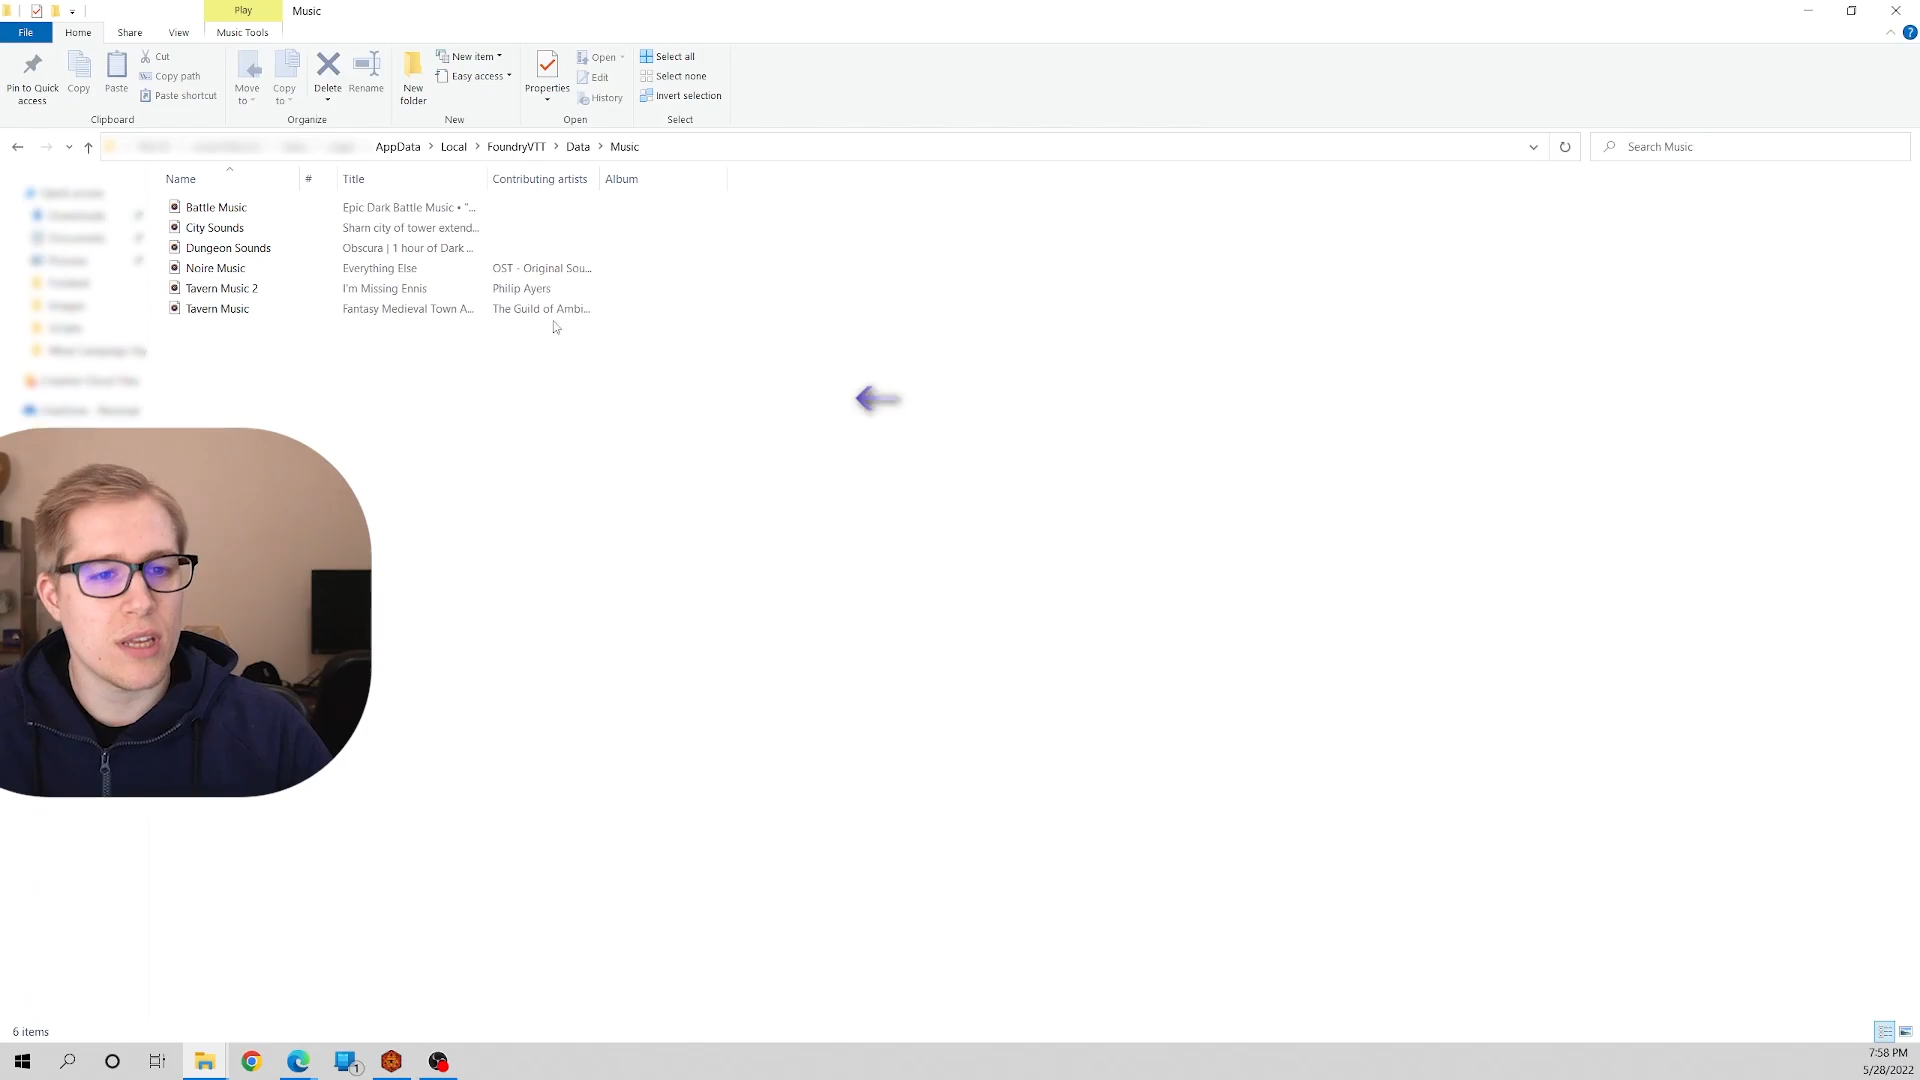 Play
Music
File
Home
Share
View
Music Tools
Pin to Quick access
Copy
Paste
Cut
Copy path
Paste shortcut
Move to
Copy to
Delete
Rename
New folder
New item
Easy access
Properties
Open
Edit
History
Select all
Select none
Invert selection
Clipboard
Organize
New
Open
Select
AppData > Local > FoundryVTT > Data > Music
Search Music
Name # Title Contributing artists Album
Battle Music Epic Dark Battle Music • "...
City Sounds Sharn city of tower extend...
Dungeon Sounds Obscura | 1 hour of Dark ...
Noire Music Everything Else OST - Original Sou...
Tavern Music 2 I'm Missing Ennis Philip Ayers
Tavern Music Fantasy Medieval Town A... The Guild of Ambi...
6 items
1
7:58 PM
5/28/2022